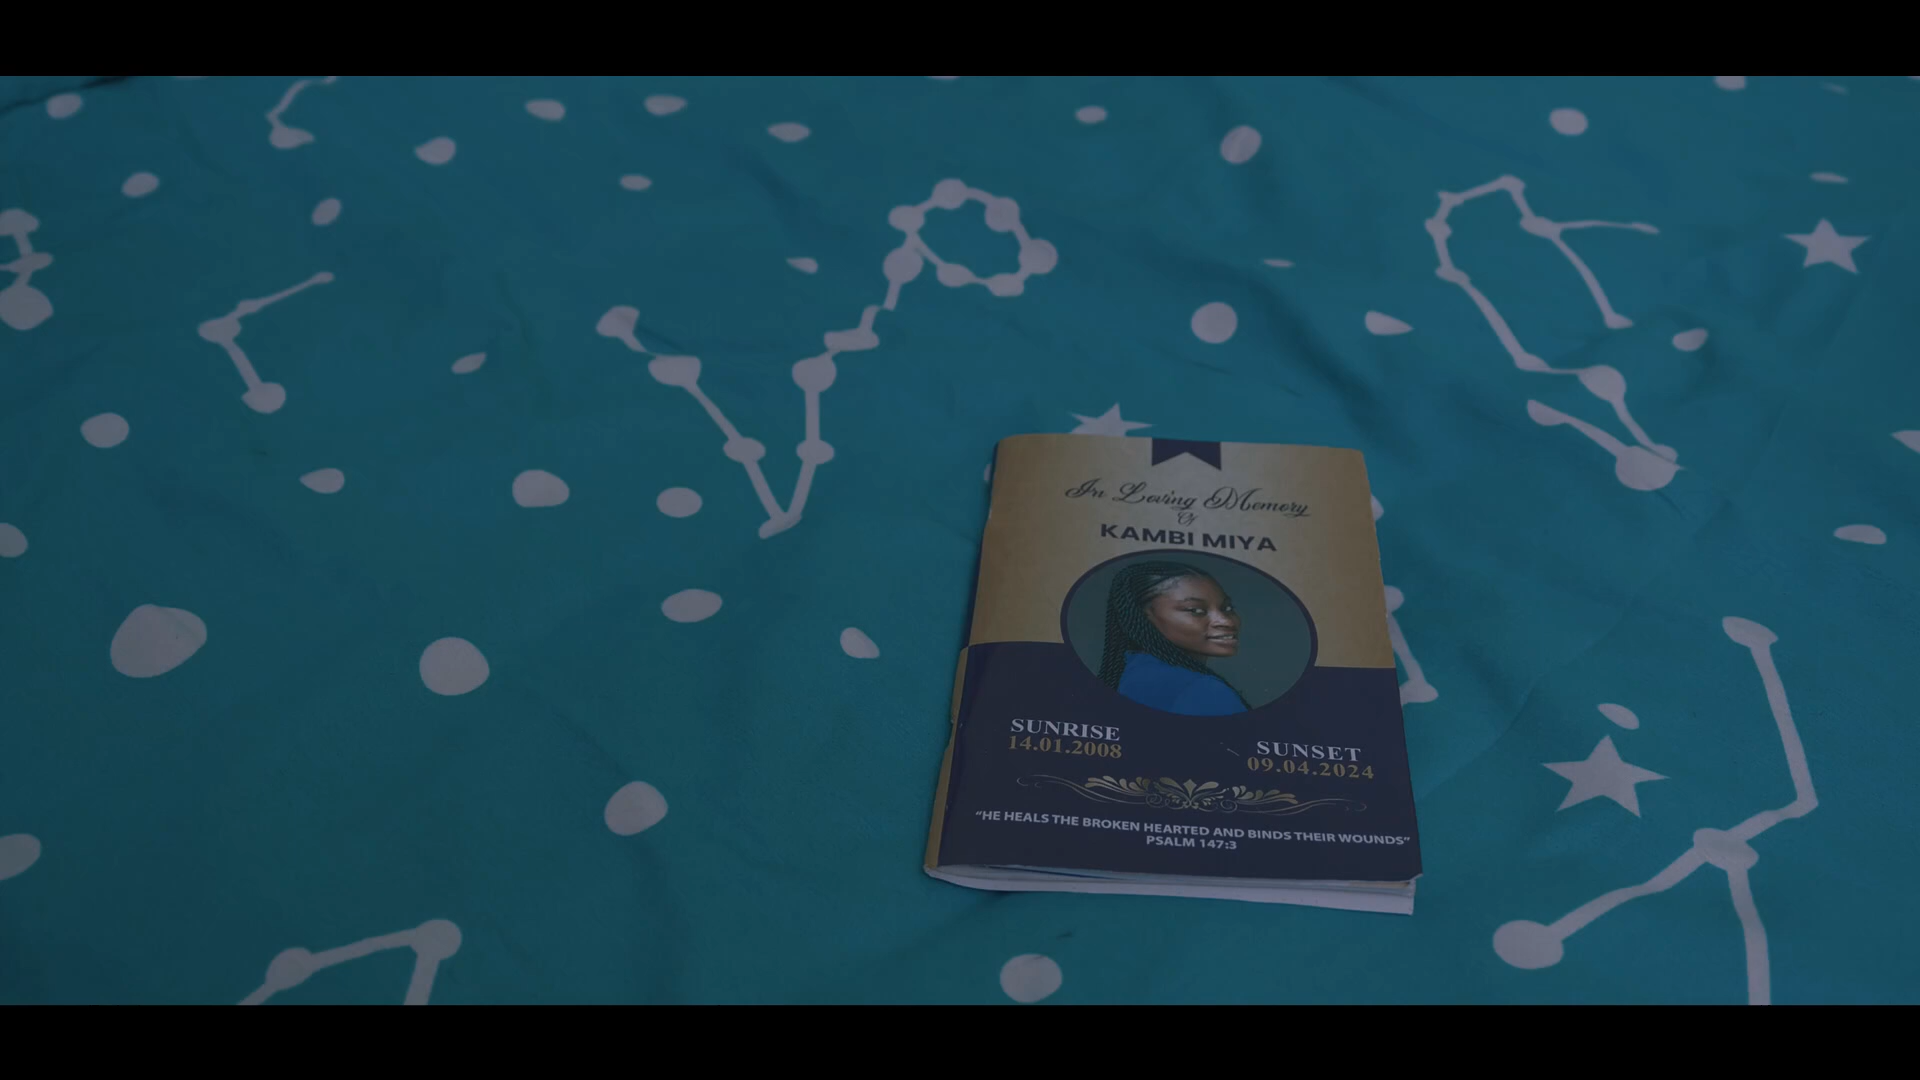 In Loving Memory
Of
KAMBI MIYA
SUNRISE
14.01.2008
SUNSET
09.04.2024
“HE HEALS THE BROKEN HEARTED AND BINDS THEIR WOUNDS”
PSALM 147:3